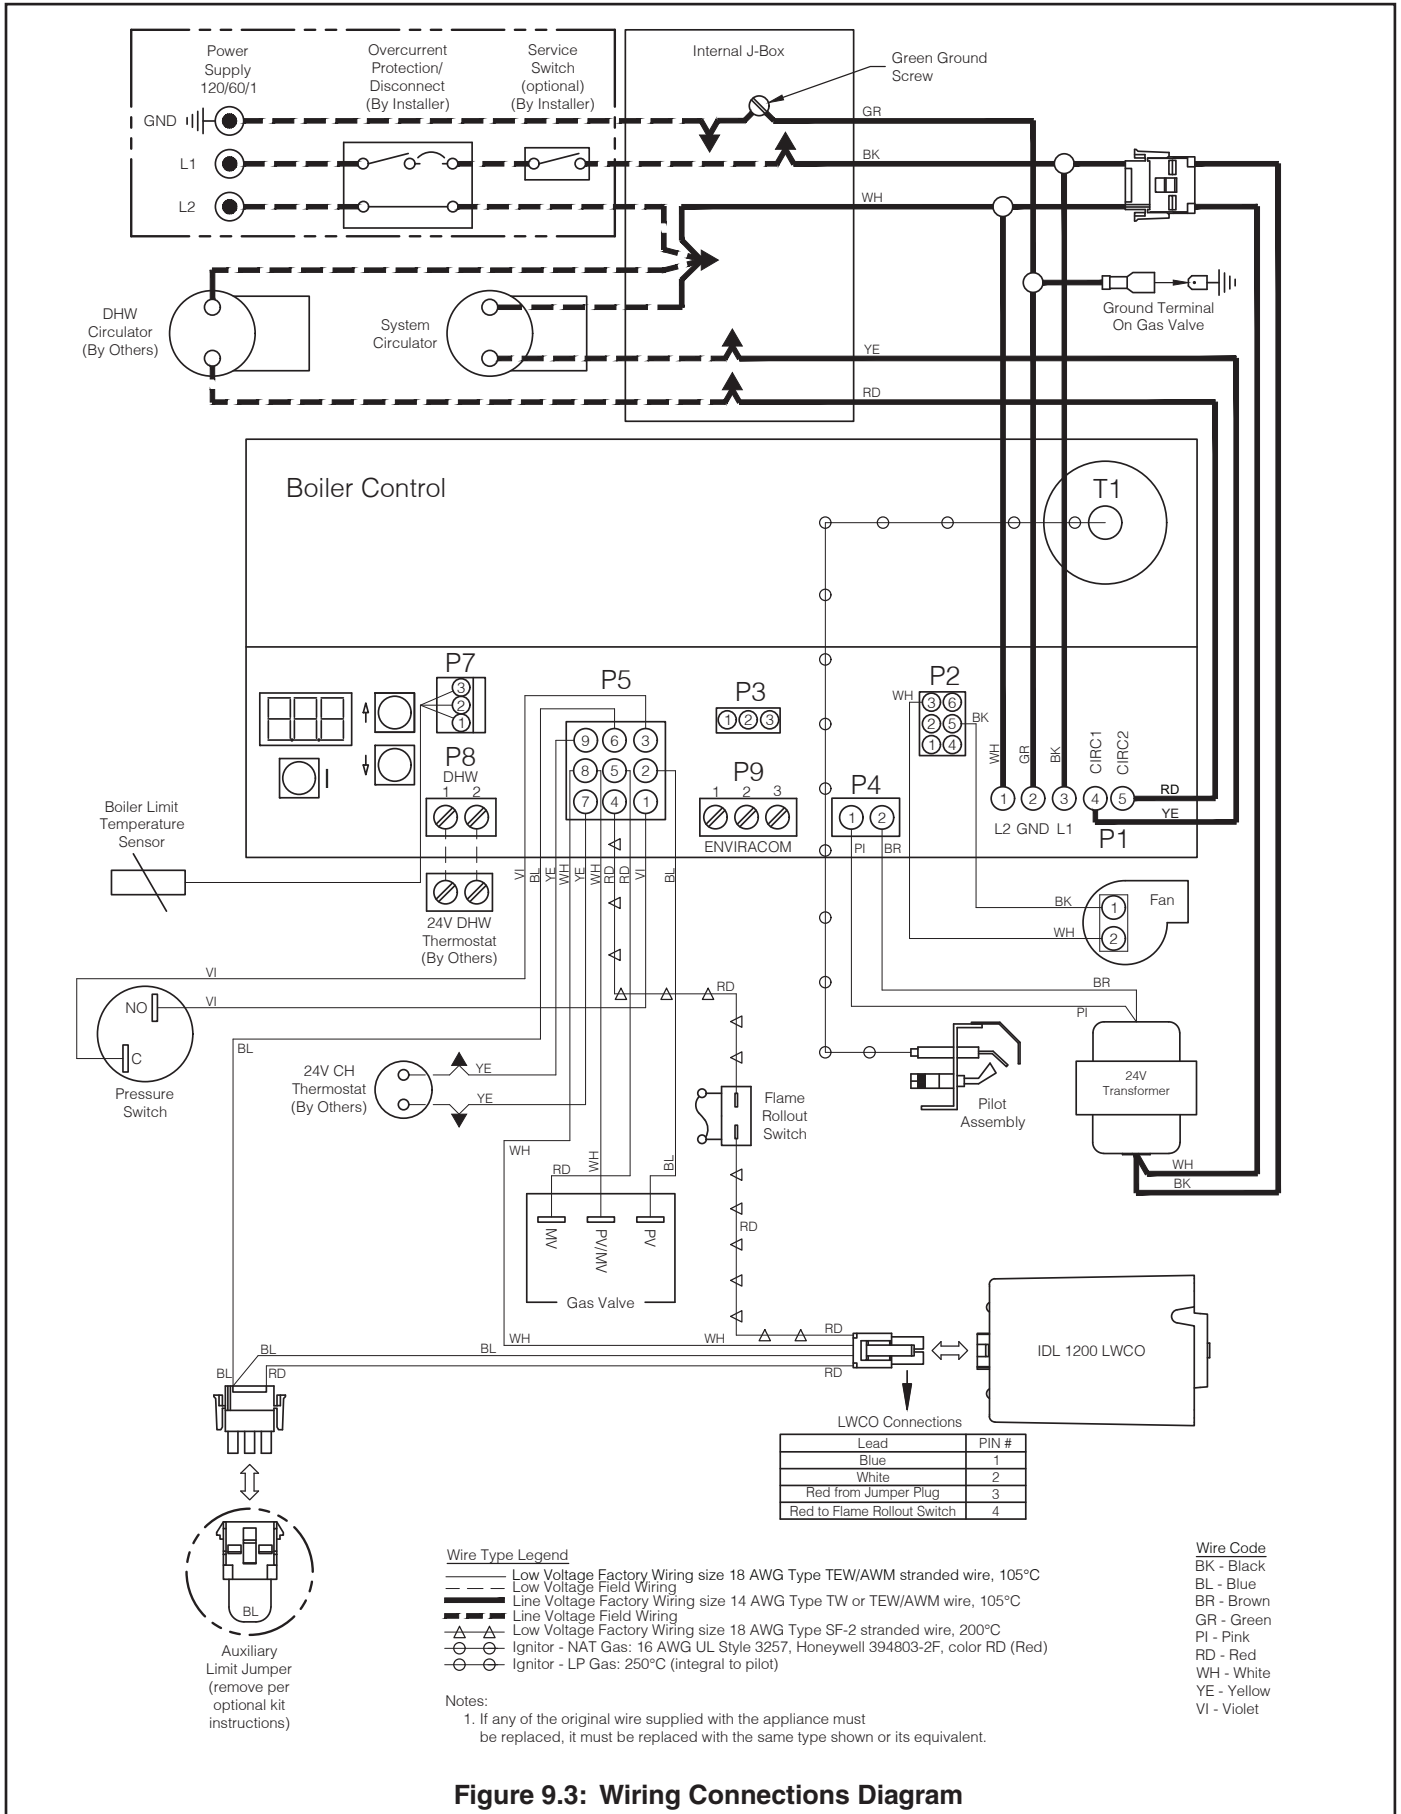 Power
Supply
120/60/1
Overcurrent
Protection/
Disconnect
(By Installer)
Service
Switch
(optional)
(By Installer)
Internal J-Box
Green Ground
Screw
GND
L1
L2
GR
BK
WH
DHW
Circulator
(By Others)
System
Circulator
Ground Terminal
On Gas Valve
YE
RD
Boiler Control
T1
P7
3
2
1
P5
9 6 3
8 5 2
7 4 1
P3
1 2 3
P2
WH
3 6
2 5
1 4
BK
WH
GR
BK
CIRC1
CIRC2
P8
DHW
1 2
P9
1 2 3
ENVIRACOM
P4
1 2
PI
BR
1 2 3 4 5
RD
YE
L2 GND L1
P1
Boiler Limit
Temperature
Sensor
24V DHW
Thermostat
(By Others)
VI
BL
YE
WH
YE
WH
RD
RD
VI
BL
BK
WH
1
2
Fan
VI
VI
NO
C
Pressure
Switch
BL
RD
BR
PI
24V CH
Thermostat
(By Others)
YE
YE
Flame
Rollout
Switch
Pilot
Assembly
24V
Transformer
WH
BK
WH
RD
WH
BL
MV
PV/MV
PV
Gas Valve
RD
WH
WH
RD
BL
BL
BL
RD
RD
IDL 1200 LWCO
LWCO Connections
Lead PIN #
Blue 1
White 2
Red from Jumper Plug 3
Red to Flame Rollout Switch 4
BL
Auxiliary
Limit Jumper
(remove per
optional kit
instructions)
Wire Type Legend
Low Voltage Factory Wiring size 18 AWG Type TEW/AWM stranded wire, 105°C
Low Voltage Field Wiring
Line Voltage Factory Wiring size 14 AWG Type TW or TEW/AWM wire, 105°C
Line Voltage Field Wiring
Low Voltage Factory Wiring size 18 AWG Type SF-2 stranded wire, 200°C
Ignitor - NAT Gas: 16 AWG UL Style 3257, Honeywell 394803-2F, color RD (Red)
Ignitor - LP Gas: 250°C (integral to pilot)
Notes:
1. If any of the original wire supplied with the appliance must
be replaced, it must be replaced with the same type shown or its equivalent.
Wire Code
BK - Black
BL - Blue
BR - Brown
GR - Green
PI - Pink
RD - Red
WH - White
YE - Yellow
VI - Violet
Figure 9.3: Wiring Connections Diagram